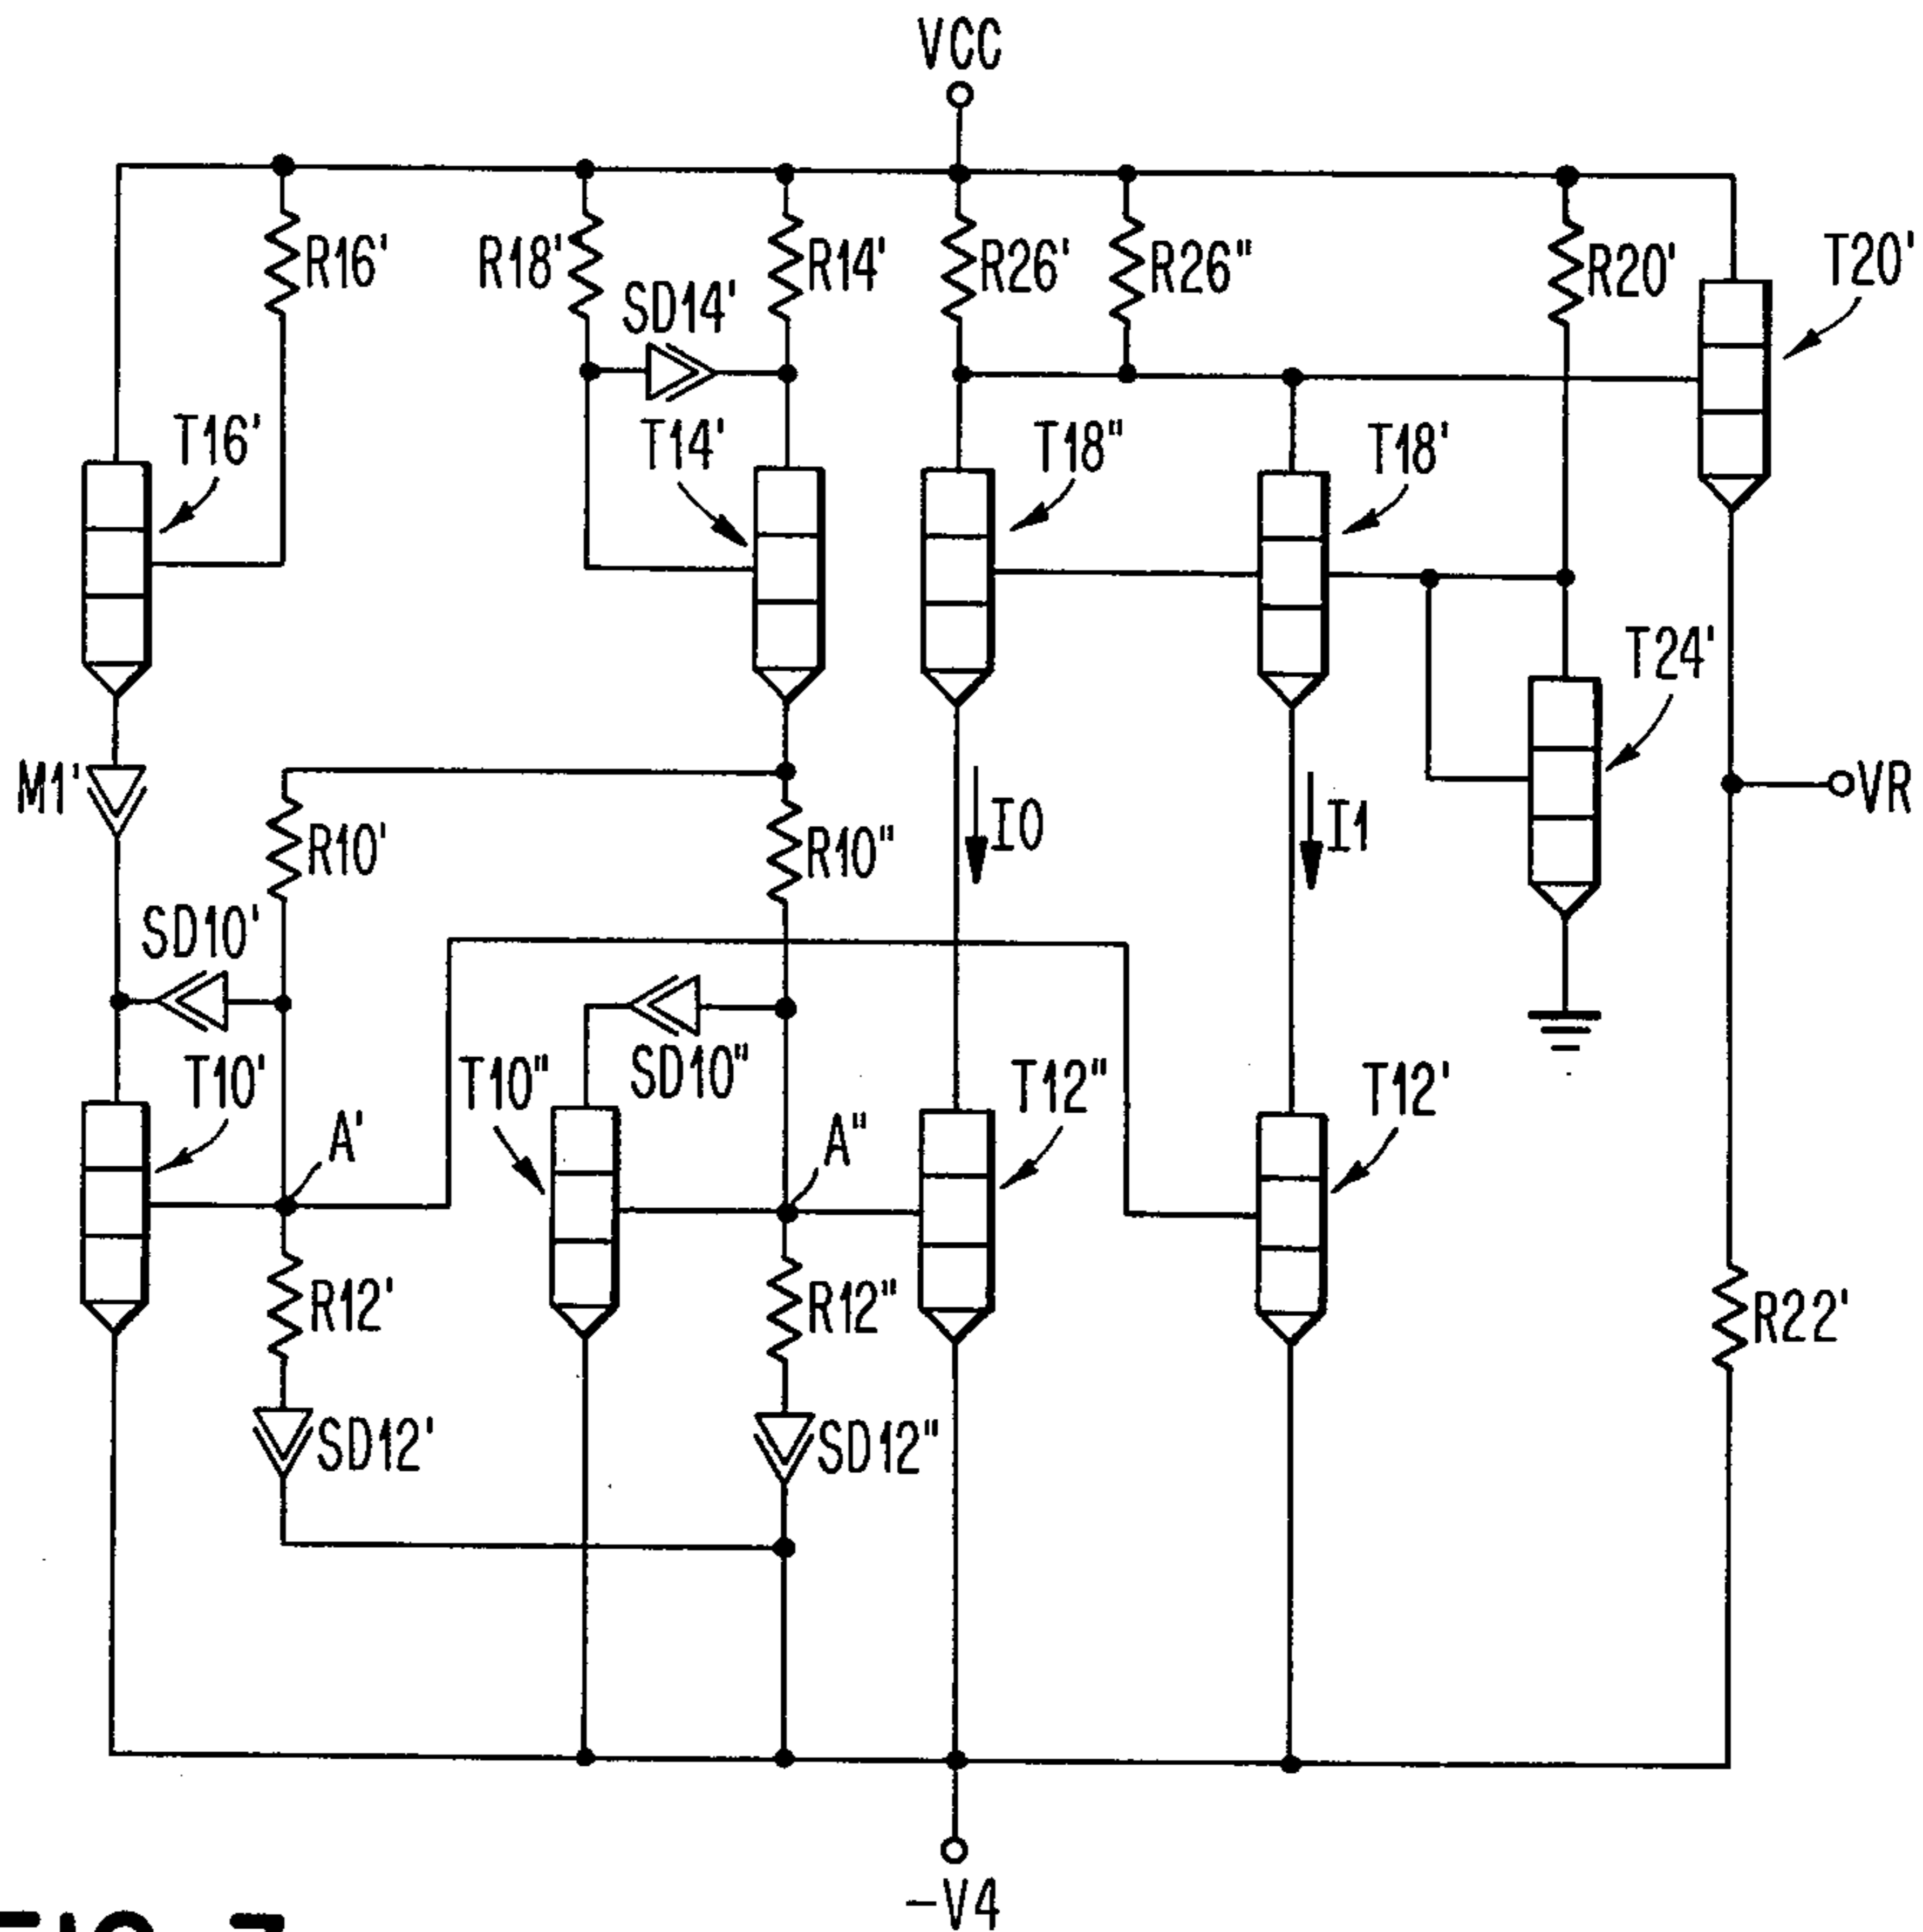 VCC
R16'
R18'
SD14'
R14'
R26'
R26"
R20'
T20'
T16'
T14'
T18"
T18'
T24'
M1'
R10'
R10"
I0
I1
VR
SD10'
SD10"
T10'
T10"
A'
A"
T12"
T12'
R12'
R12"
R22'
SD12'
SD12"
-V4